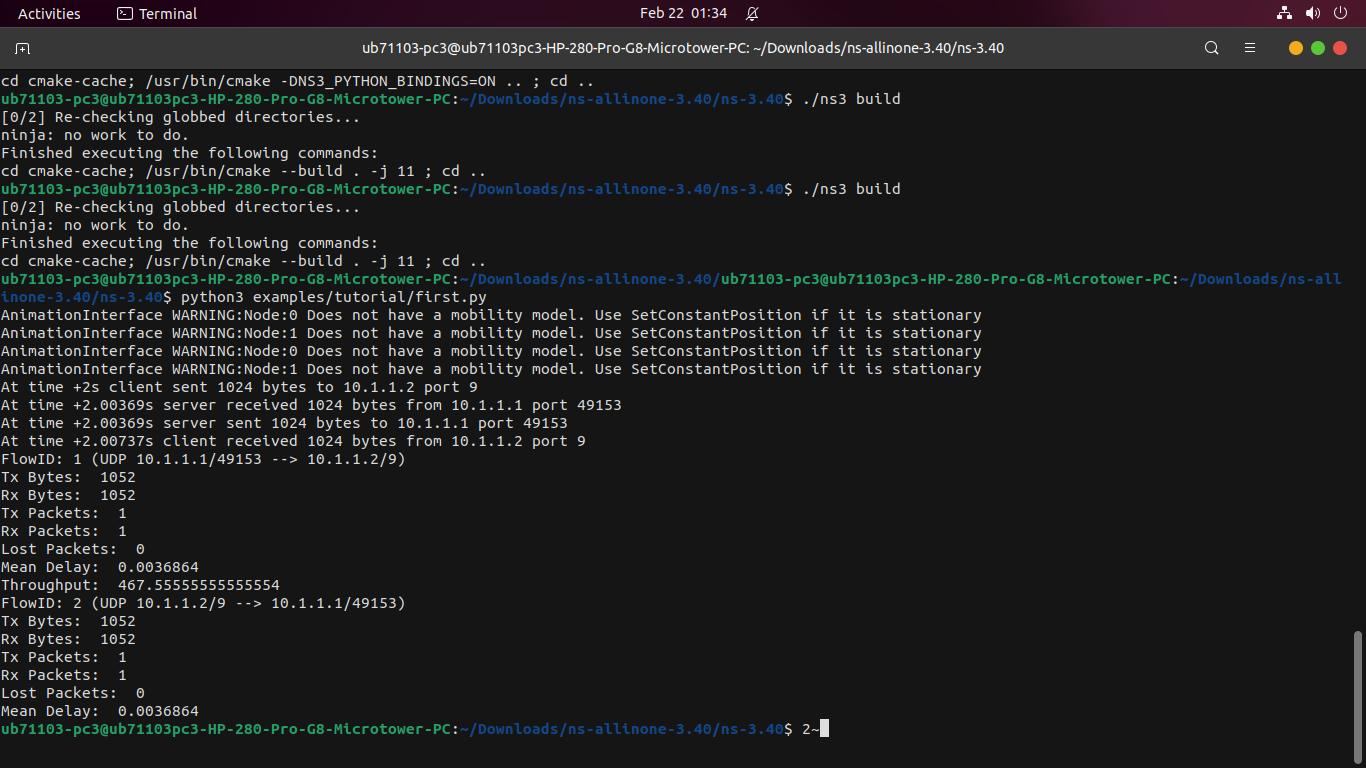 Activities
Terminal
Feb 22 01:34
ub71103-pc3@ub71103pc3-HP-280-Pro-G8-Microtower-PC: ~/Downloads/ns-allinone-3.40/ns-3.40
cd cmake-cache; /usr/bin/cmake -DNS3_PYTHON_BINDINGS=ON .. ; cd ..
ub71103-pc3@ub71103pc3-HP-280-Pro-G8-Microtower-PC:~/Downloads/ns-allinone-3.40/ns-3.40$ ./ns3 build
[0/2] Re-checking globbed directories...
ninja: no work to do.
Finished executing the following commands:
cd cmake-cache; /usr/bin/cmake --build . -j 11 ; cd ..
ub71103-pc3@ub71103pc3-HP-280-Pro-G8-Microtower-PC:~/Downloads/ns-allinone-3.40/ns-3.40$ ./ns3 build
[0/2] Re-checking globbed directories...
ninja: no work to do.
Finished executing the following commands:
cd cmake-cache; /usr/bin/cmake --build . -j 11 ; cd ..
ub71103-pc3@ub71103pc3-HP-280-Pro-G8-Microtower-PC:~/Downloads/ns-allinone-3.40/ub71103-pc3@ub71103pc3-HP-280-Pro-G8-Microtower-PC:~/Downloads/ns-all
inone-3.40/ns-3.40$ python3 examples/tutorial/first.py
AnimationInterface WARNING:Node:0 Does not have a mobility model. Use SetConstantPosition if it is stationary
AnimationInterface WARNING:Node:1 Does not have a mobility model. Use SetConstantPosition if it is stationary
AnimationInterface WARNING:Node:0 Does not have a mobility model. Use SetConstantPosition if it is stationary
AnimationInterface WARNING:Node:1 Does not have a mobility model. Use SetConstantPosition if it is stationary
At time +2s client sent 1024 bytes to 10.1.1.2 port 9
At time +2.00369s server received 1024 bytes from 10.1.1.1 port 49153
At time +2.00369s server sent 1024 bytes to 10.1.1.1 port 49153
At time +2.00737s client received 1024 bytes from 10.1.1.2 port 9
FlowID: 1 (UDP 10.1.1.1/49153 --> 10.1.1.2/9)
Tx Bytes:  1052
Rx Bytes:  1052
Tx Packets:  1
Rx Packets:  1
Lost Packets:  0
Mean Delay:  0.0036864
Throughput:  467.55555555555554
FlowID: 2 (UDP 10.1.1.2/9 --> 10.1.1.1/49153)
Tx Bytes:  1052
Rx Bytes:  1052
Tx Packets:  1
Rx Packets:  1
Lost Packets:  0
Mean Delay:  0.0036864
ub71103-pc3@ub71103pc3-HP-280-Pro-G8-Microtower-PC:~/Downloads/ns-allinone-3.40/ns-3.40$ 2~